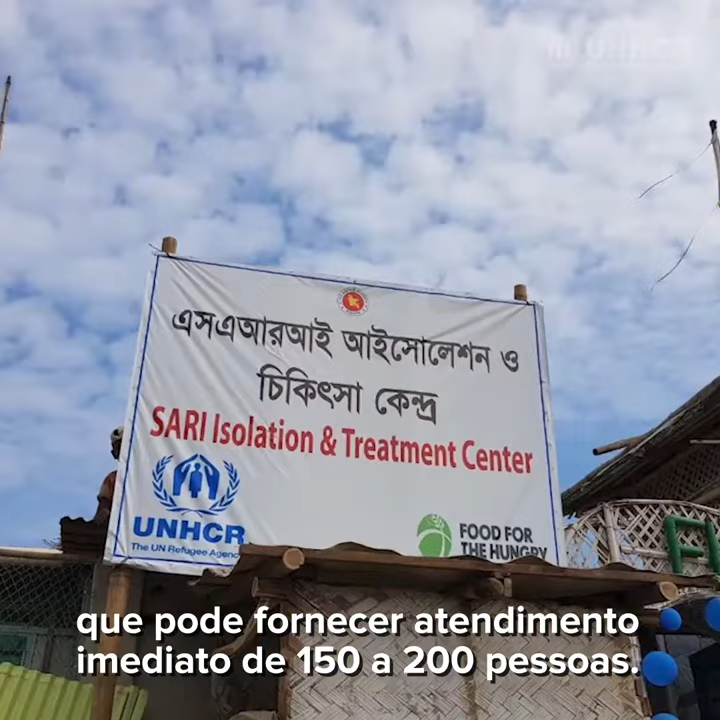 UNHCR
এসএআরআই আইসোলেশন ও
চিকিৎসা কেন্দ্র
SARI Isolation & Treatment Center
UNHCR
The UN Refugee Agency
FOOD FOR
THE HUNGRY
que pode fornecer atendimento
imediato de 150 a 200 pessoas.